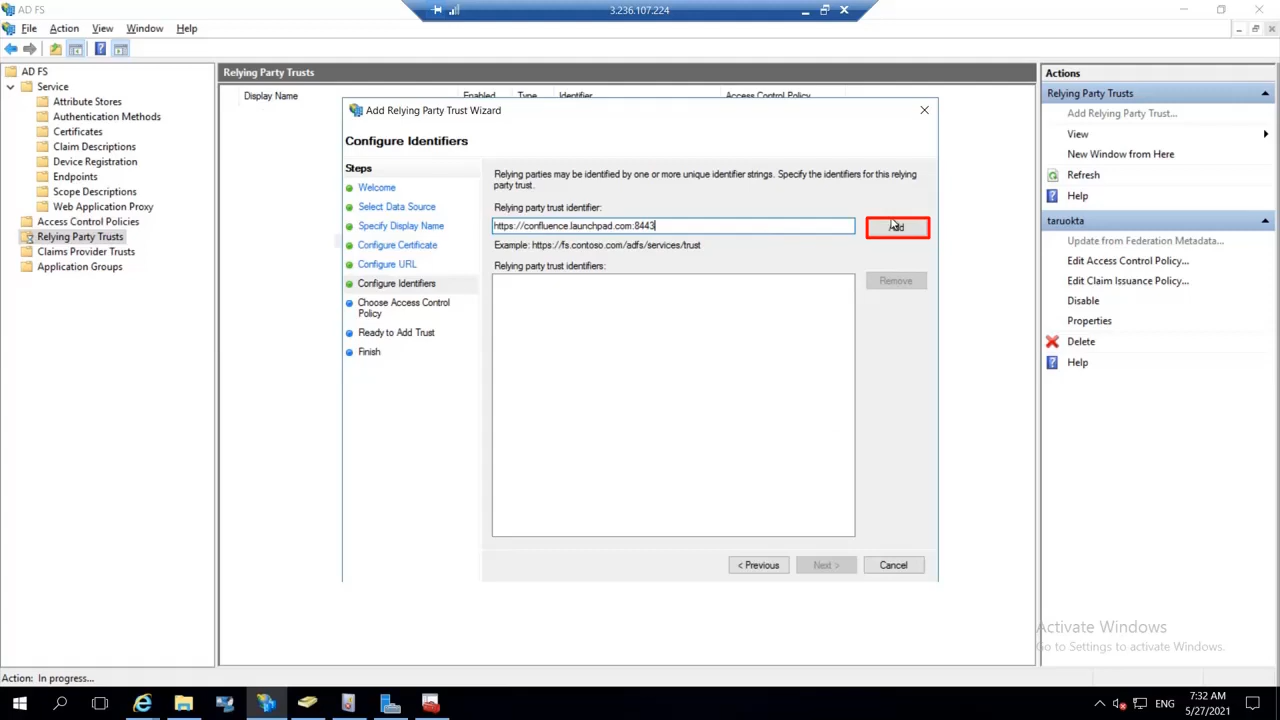 AD FS
3.236.107.224
File Action View Window Help
AD FS
Service
Attribute Stores
Authentication Methods
Certificates
Claim Descriptions
Device Registration
Endpoints
Scope Descriptions
Web Application Proxy
Access Control Policies
Relying Party Trusts
Claims Provider Trusts
Application Groups
Relying Party Trusts
Display Name Enabled Type Identifier Access Control Policy
Add Relying Party Trust Wizard
Configure Identifiers
Steps
Welcome
Select Data Source
Specify Display Name
Configure Certificate
Configure URL
Configure Identifiers
Choose Access Control
Policy
Ready to Add Trust
Finish
Relying parties may be identified by one or more unique identifier strings. Specify the identifiers for this relying
party trust.
Relying party trust identifier:
https://confluence.launchpad.com:8443
Add
Example: https://fs.contoso.com/adfs/services/trust
Relying party trust identifiers:
Remove
< Previous Next > Cancel
Actions
Relying Party Trusts
Add Relying Party Trust...
View
New Window from Here
Refresh
Help
taruokta
Update from Federation Metadata...
Edit Access Control Policy...
Edit Claim Issuance Policy...
Disable
Properties
Delete
Help
Activate Windows
Go to Settings to activate Windows.
Action: In progress...
ENG
7:32 AM
5/27/2021